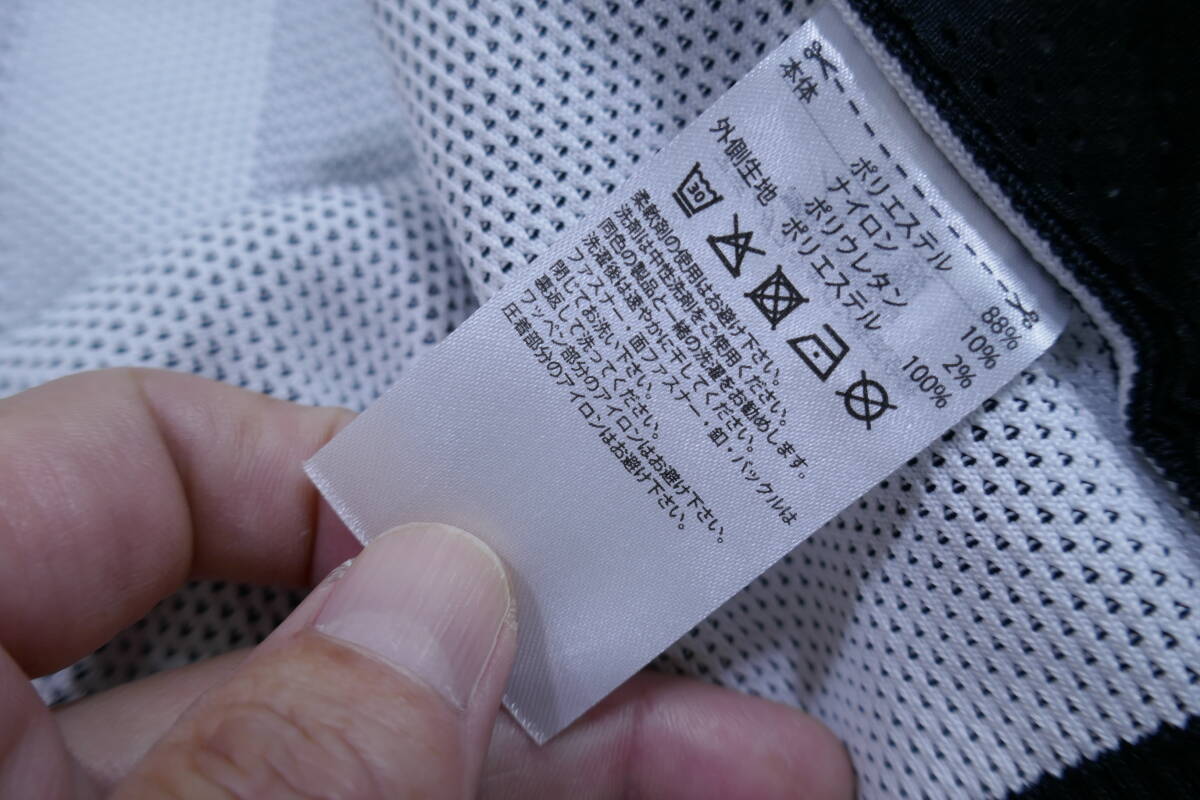 本体
ポリエステル 88%
ナイロン 10%
ポリウレタン 2%
外側生地 ポリエステル 100%
30
柔軟剤の使用はお避け下さい。
洗剤は中性洗剤をご使用ください。
同色の製品と一緒の洗濯をお勧めします。
洗濯後は速やかに干してください。
ファスナー・面ファスナー・釦・バックルは
閉じてお洗い下さい。
裏返して洗ってください。
ワッペン部分のアイロンはお避け下さい。
圧着部分のアイロンはお避け下さい。